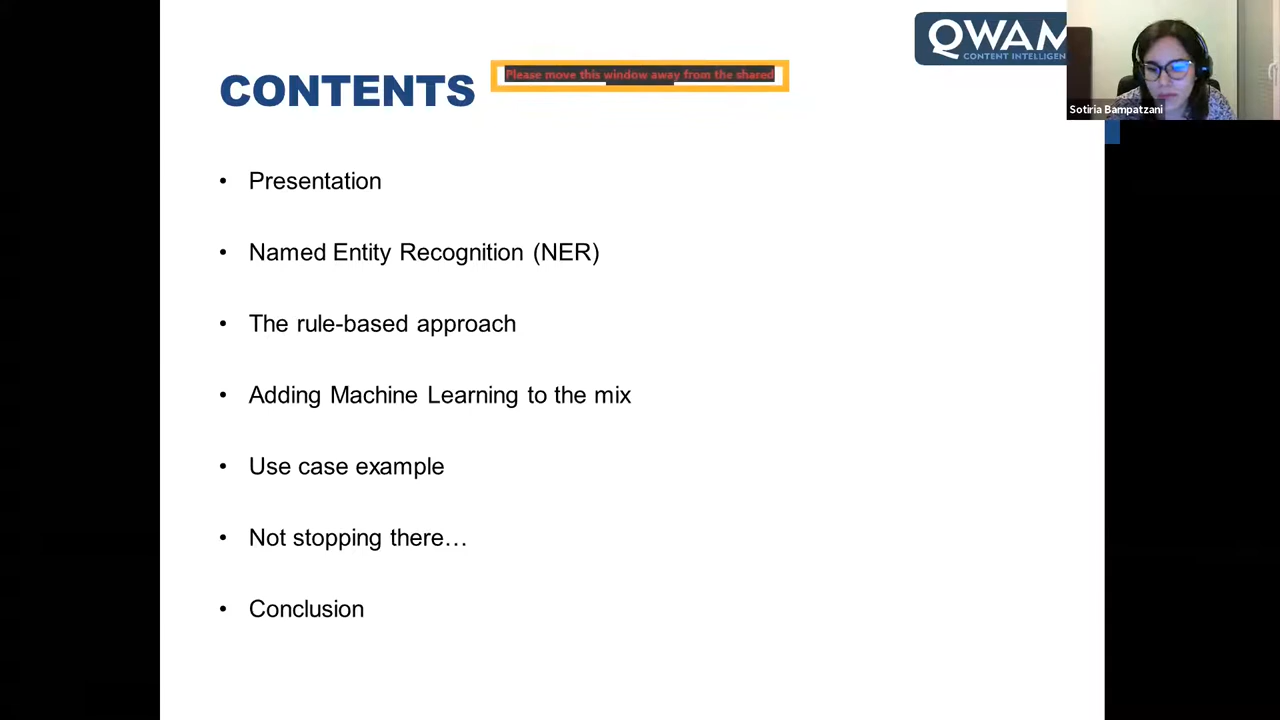 QWAM
CONTENT INTELLIGEN
CONTENTS
Please move this window away from the shared
Sotiria Bampatzani
• Presentation
• Named Entity Recognition (NER)
• The rule-based approach
• Adding Machine Learning to the mix
• Use case example
• Not stopping there…
• Conclusion